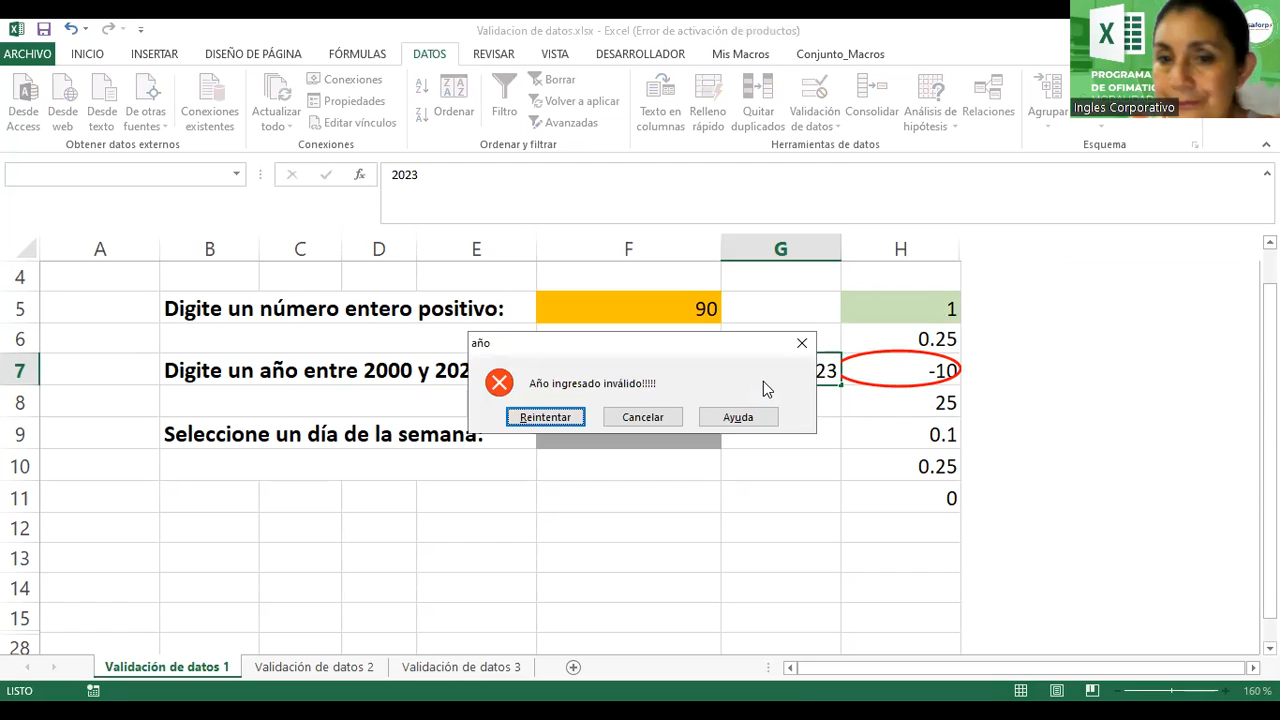 Validacion de datos.xlsx - Excel (Error de activación de productos)
ARCHIVO INICIO INSERTAR DISEÑO DE PÁGINA FÓRMULAS DATOS REVISAR VISTA DESARROLLADOR Mis Macros Conjunto_Macros
PROGRAMA
DE OFIMATIC
Ingles Corporativo
Desde Access
Desde web
Desde texto
De otras fuentes
Conexiones existentes
Actualizar todo
Conexiones
Propiedades
Editar vínculos
Ordenar
Filtro
Borrar
Volver a aplicar
Avanzadas
Texto en columnas
Relleno rápido
Quitar duplicados
Validación de datos
Consolidar
Análisis de hipótesis
Relaciones
Agrupar
Obtener datos externos Conexiones Ordenar y filtrar Herramientas de datos Esquema
fx 2023
A B C D E F G H
4
5 Digite un número entero positivo: 90 1
6 0.25
7 Digite un año entre 2000 y 202 23 -10
8 25
9 Seleccione un día de la semana: 0.1
10 0.25
11 0
12
13
14
15
28
año
Año ingresado inválido!!!!!
Reintentar Cancelar Ayuda
Validación de datos 1 Validación de datos 2 Validación de datos 3
LISTO 160 %